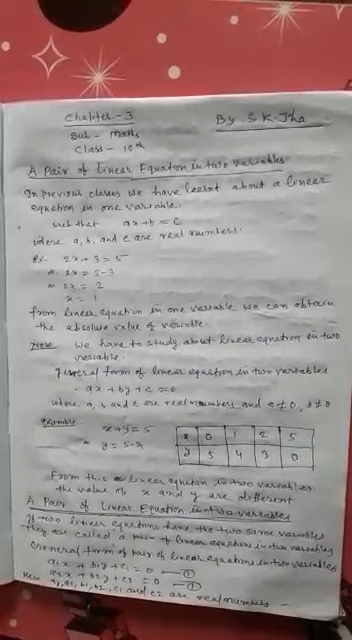 Chapter-3
By S.K.Jha
Sub- Maths
Class- 10th
A Pair of Linear Equation in two variables
In previous classes we have learnt about a linear
equation in one variable.
such that ax+b = c
where a, b, and c are real numbers.
Ex- 2x+3=5
2x = 5-3
2x = 2
x = 1
from linear equation in one variable we can obtain
the absolute value of variable.
Now we have to study about linear equation in two
variable.
General form of linear equation in two variables
- ax + by + c = 0
where a, b and c are real numbers and a≠0, b≠0
Example- x+y=5
y = 5-x
x 0 1 2 5
y 5 4 3 0
From this linear equation in two variables
the value of x and y are different
A Pair of Linear Equation in two variables
If two linear equations have the two same variables
They are called a pair of linear equation in two variables
General form of pair of linear equations in two variables
a1x + b1y + c1 = 0 — ①
a2x + b2y + c2 = 0 — ①
Here a1, a2, b1, b2, c1 and c2 are real numbers